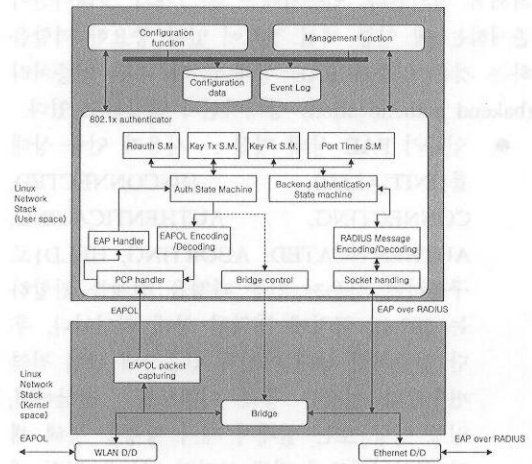 Configuration
function
Management function
Configuration
data
Event Log
802.1x authenticator
Reauth S.M
Key Tx S.M.
Key Rx S.M.
Port Timer S.M
Linux
Network
Stack
(User space)
Auth State Machine
Backend authentication
State machine
EAP Handler
EAPOL Encoding
/Decoding
RADIUS Message
Encoding/Decoding
PCP handler
Bridge control
Socket handling
EAPOL
EAP over RADIUS
Linux
Network
Stack
(Kernel
space)
EAPOL packet
capturing
Bridge
EAPOL
WLAN D/D
Ethernet D/D
EAP over RADIUS